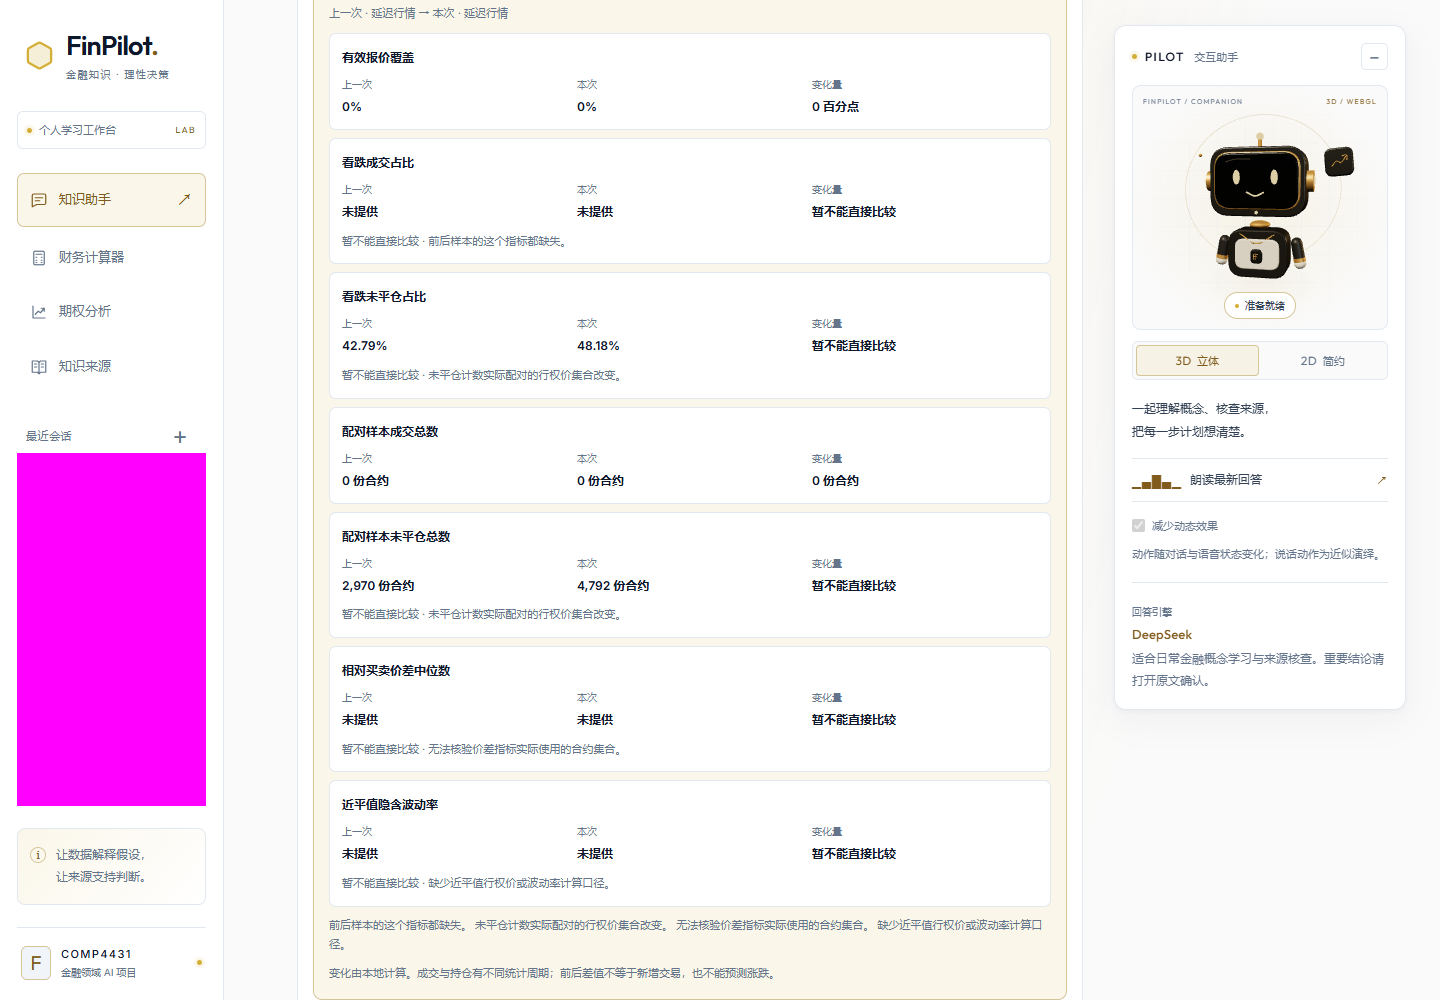 FinPilot.
金融知识 · 理性决策
个人学习工作台 LAB
知识助手
财务计算器
期权分析
知识来源
最近会话 +
让数据解释假设，
让来源支持判断。
F
COMP4431
金融领域 AI 项目
上一次 · 延迟行情 → 本次 · 延迟行情
有效报价覆盖
上一次 本次 变化量
0% 0% 0 百分点
看跌成交占比
上一次 本次 变化量
未提供 未提供 暂不能直接比较
暂不能直接比较 · 前后样本的这个指标都缺失。
看跌未平仓占比
上一次 本次 变化量
42.79% 48.18% 暂不能直接比较
暂不能直接比较 · 未平仓计数实际配对的行权价集合改变。
配对样本成交总数
上一次 本次 变化量
0 份合约 0 份合约 0 份合约
配对样本未平仓总数
上一次 本次 变化量
2,970 份合约 4,792 份合约 暂不能直接比较
暂不能直接比较 · 未平仓计数实际配对的行权价集合改变。
相对买卖价差中位数
上一次 本次 变化量
未提供 未提供 暂不能直接比较
暂不能直接比较 · 无法核验价差指标实际使用的合约集合。
近平值隐含波动率
上一次 本次 变化量
未提供 未提供 暂不能直接比较
暂不能直接比较 · 缺少近平值行权价或波动率计算口径。
前后样本的这个指标都缺失。 未平仓计数实际配对的行权价集合改变。 无法核验价差指标实际使用的合约集合。 缺少近平值行权价或波动率计算口
径。
变化由本地计算。成交与持仓有不同统计周期；前后差值不等于新增交易，也不能预测涨跌。
PILOT 交互助手
FINPILOT / COMPANION 3D / WEBGL
F
准备就绪
3D 立体 2D 简约
一起理解概念、核查来源，
把每一步计划想清楚。
朗读最新回答
减少动态效果
动作随对话与语音状态变化；说话动作为近似演绎。
回答引擎
DeepSeek
适合日常金融概念学习与来源核查。重要结论请
打开原文确认。